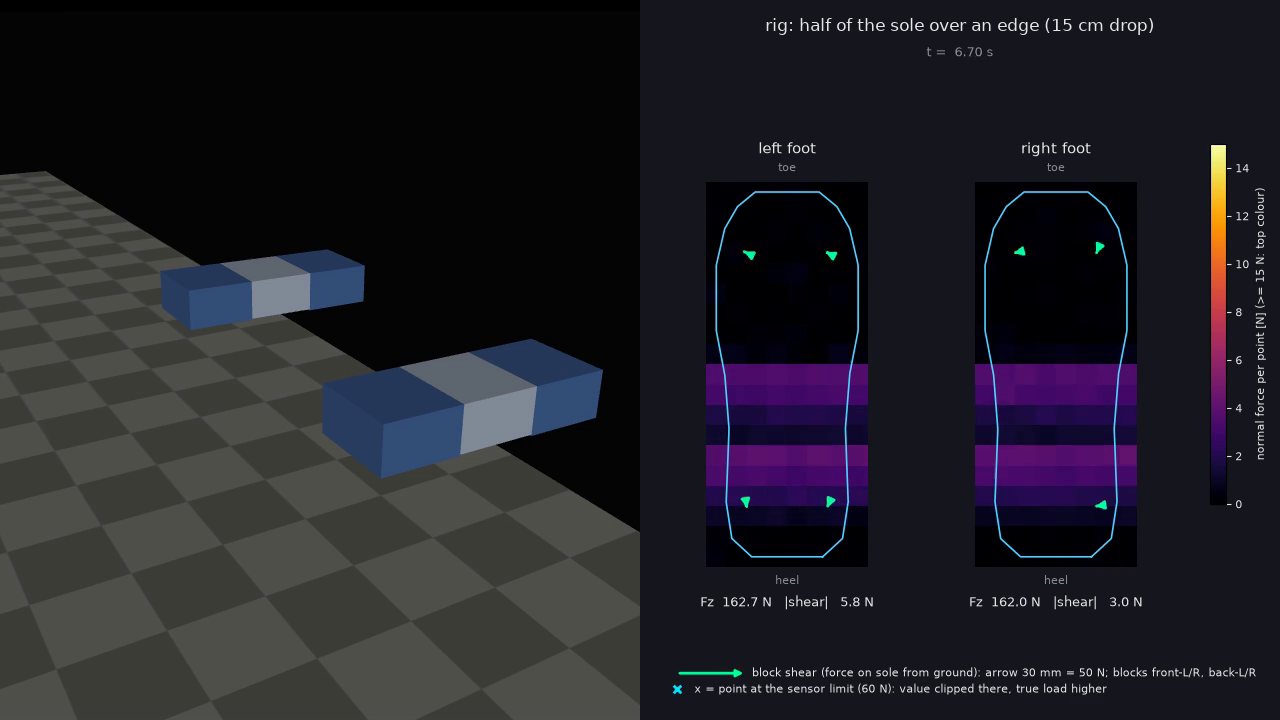 rig: half of the sole over an edge (15 cm drop)
t =  6.70 s
left foot
right foot
toe
toe
14
12
10
8
6
4
2
0
normal force per point [N] (>= 15 N: top colour)
heel
heel
Fz  162.7 N   |shear|   5.8 N
Fz  162.0 N   |shear|   3.0 N
block shear (force on sole from ground): arrow 30 mm = 50 N; blocks front-L/R, back-L/R
x = point at the sensor limit (60 N): value clipped there, true load higher